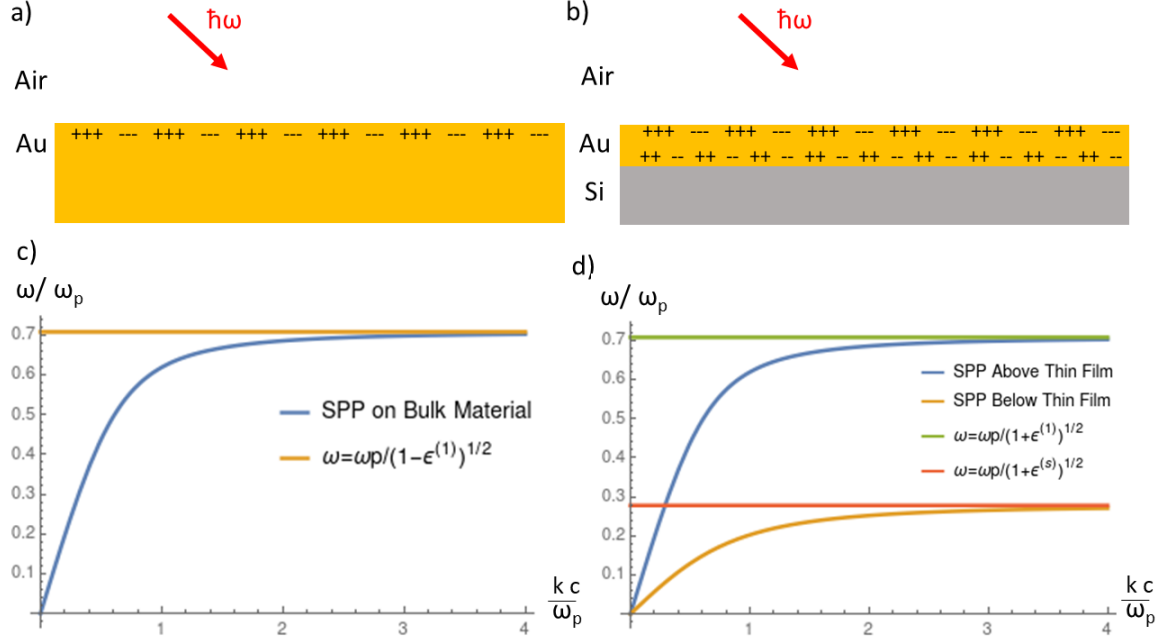 a)
ħω
Air
Au
+++ --- +++ --- +++ --- +++ --- +++ --- +++ ---
b)
ħω
Air
Au
+++ --- +++ --- +++ --- +++ --- +++ --- +++ ---
++ -- ++ -- ++ -- ++ -- ++ -- ++ -- ++ -- ++ -- ++ --
Si
c)
ω/ ωp
0.7
0.6
0.5
0.4
0.3
0.2
0.1
1
2
3
4
k c
ωp
SPP on Bulk Material
ω=ωp/(1−ϵ^(1))^1/2
d)
ω/ ωp
0.7
0.6
0.5
0.4
0.3
0.2
0.1
1
2
3
4
k c
ωp
SPP Above Thin Film
SPP Below Thin Film
ω=ωp/(1+ϵ^(1))^1/2
ω=ωp/(1+ϵ^(s))^1/2